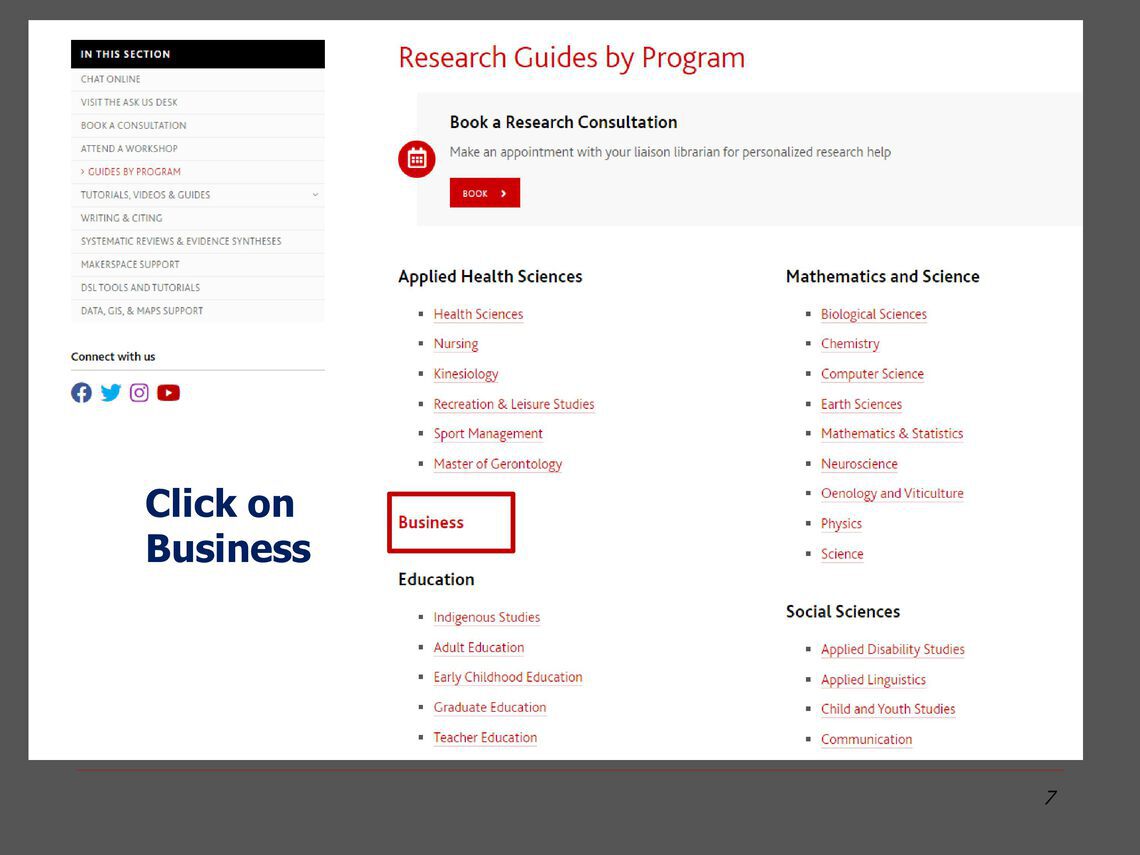 IN THIS SECTION
CHAT ONLINE
VISIT THE ASK US DESK
BOOK A CONSULTATION
ATTEND A WORKSHOP
› GUIDES BY PROGRAM
TUTORIALS, VIDEOS & GUIDES
WRITING & CITING
SYSTEMATIC REVIEWS & EVIDENCE SYNTHESES
MAKERSPACE SUPPORT
DSL TOOLS AND TUTORIALS
DATA, GIS, & MAPS SUPPORT
Connect with us
Click on
Business
Research Guides by Program
Book a Research Consultation
Make an appointment with your liaison librarian for personalized research help
BOOK
Applied Health Sciences
Health Sciences
Nursing
Kinesiology
Recreation & Leisure Studies
Sport Management
Master of Gerontology
Business
Education
Indigenous Studies
Adult Education
Early Childhood Education
Graduate Education
Teacher Education
Mathematics and Science
Biological Sciences
Chemistry
Computer Science
Earth Sciences
Mathematics & Statistics
Neuroscience
Oenology and Viticulture
Physics
Science
Social Sciences
Applied Disability Studies
Applied Linguistics
Child and Youth Studies
Communication
7